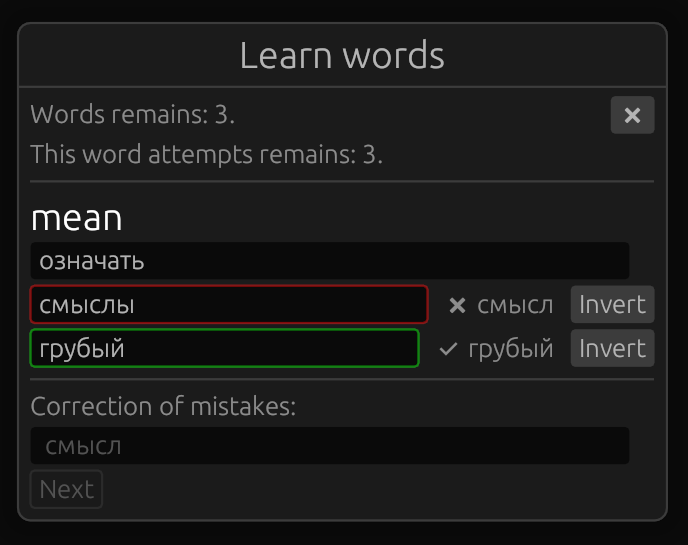 Learn words
Words remains: 3.
This word attempts remains: 3.
mean
означать
смыслы смысл Invert
грубый грубый Invert
Correction of mistakes:
смысл
Next